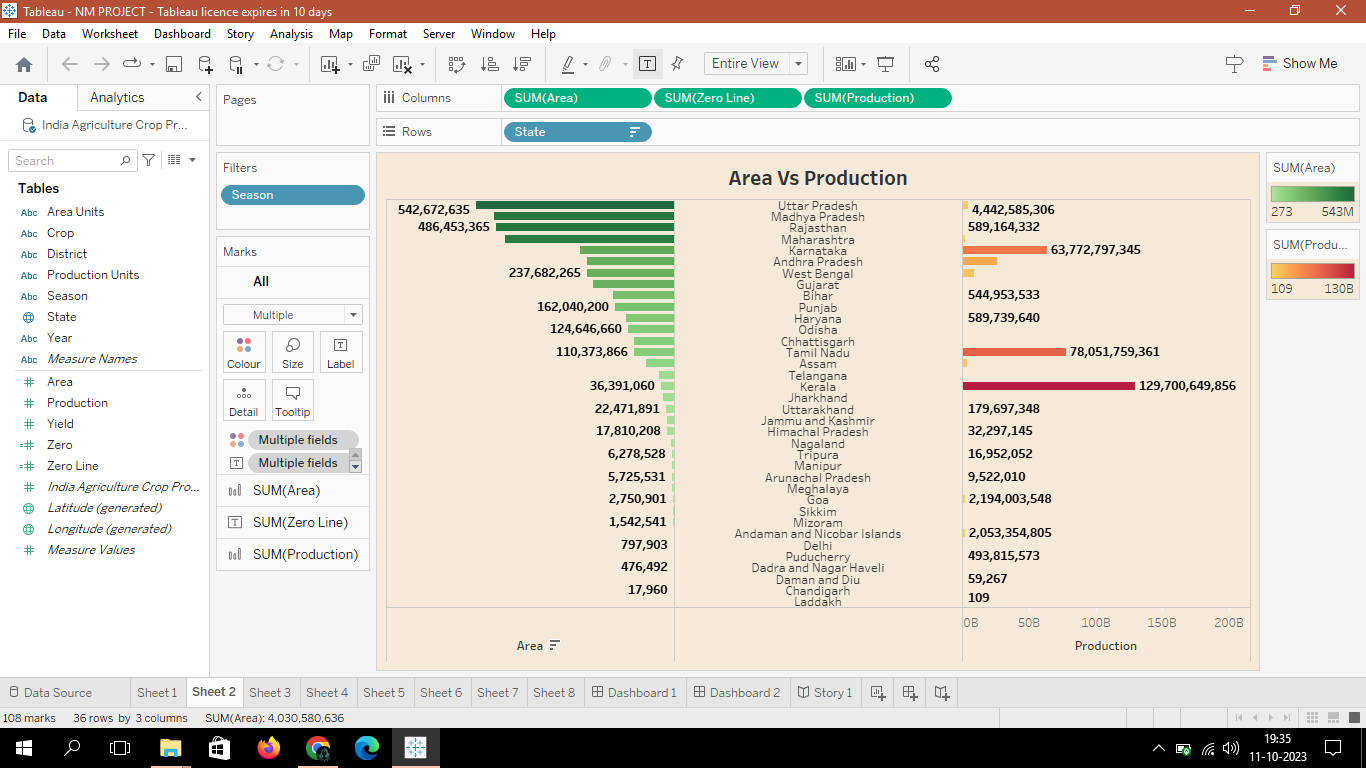 Tableau - NM PROJECT - Tableau licence expires in 10 days
File Data Worksheet Dashboard Story Analysis Map Format Server Window Help
Entire View
Show Me
Data Analytics
India Agriculture Crop Pr...
Search
Tables
Abc Area Units
Abc Crop
Abc District
Abc Production Units
Abc Season
State
Abc Year
Abc Measure Names
Area
Production
Yield
Zero
Zero Line
India Agriculture Crop Pro...
Latitude (generated)
Longitude (generated)
Measure Values
Pages
Filters
Season
Marks
All
Multiple
Colour Size Label
Detail Tooltip
Multiple fields
Multiple fields
SUM(Area)
SUM(Zero Line)
SUM(Production)
Columns SUM(Area) SUM(Zero Line) SUM(Production)
Rows State
Area Vs Production
542,672,635 Uttar Pradesh 4,442,585,306
Madhya Pradesh
486,453,365 Rajasthan 589,164,332
Maharashtra
Karnataka 63,772,797,345
Andhra Pradesh
237,682,265 West Bengal
Gujarat
Bihar 544,953,533
162,040,200 Punjab
Haryana 589,739,640
124,646,660 Odisha
Chhattisgarh
110,373,866 Tamil Nadu 78,051,759,361
Assam
Telangana
36,391,060 Kerala 129,700,649,856
Jharkhand
22,471,891 Uttarakhand 179,697,348
Jammu and Kashmir
17,810,208 Himachal Pradesh 32,297,145
Nagaland
6,278,528 Tripura 16,952,052
Manipur
5,725,531 Arunachal Pradesh 9,522,010
Meghalaya
2,750,901 Goa 2,194,003,548
Sikkim
1,542,541 Mizoram
Andaman and Nicobar Islands 2,053,354,805
797,903 Delhi
Puducherry 493,815,573
476,492 Dadra and Nagar Haveli
Daman and Diu 59,267
17,960 Chandigarh
Laddakh 109
0B 50B 100B 150B 200B
Area Production
SUM(Area)
273 543M
SUM(Produ...
109 130B
Data Source Sheet 1 Sheet 2 Sheet 3 Sheet 4 Sheet 5 Sheet 6 Sheet 7 Sheet 8 Dashboard 1 Dashboard 2 Story 1
108 marks 36 rows by 3 columns SUM(Area): 4,030,580,636
19:35
11-10-2023